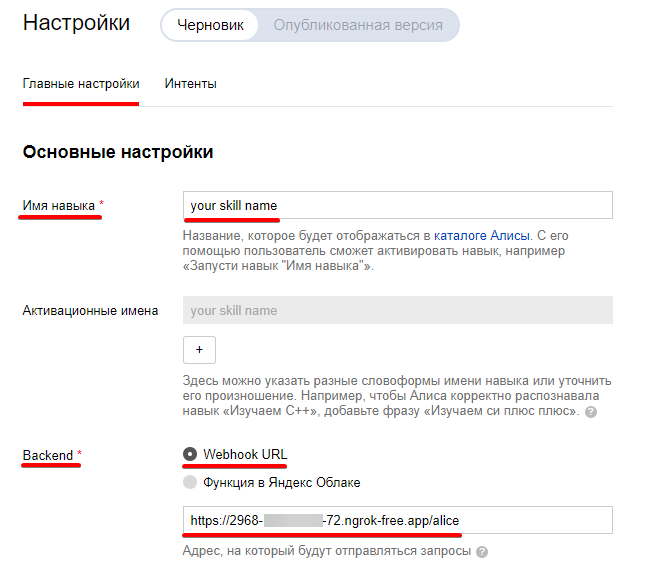 Настройки
Черновик
Опубликованная версия
Главные настройки
Интенты
Основные настройки
Имя навыка *
your skill name
Название, которое будет отображаться в каталоге Алисы. С его
помощью пользователь сможет активировать навык, например
«Запусти навык "Имя навыка"».
Активационные имена
your skill name
+
Здесь можно указать разные словоформы имени навыка или уточнить
его произношение. Например, чтобы Алиса корректно распознавала
навык «Изучаем C++», добавьте фразу «Изучаем си плюс плюс». ?
Backend *
Webhook URL
Функция в Яндекс Облаке
https://2968- -72.ngrok-free.app/alice
Адрес, на который будут отправляться запросы ?